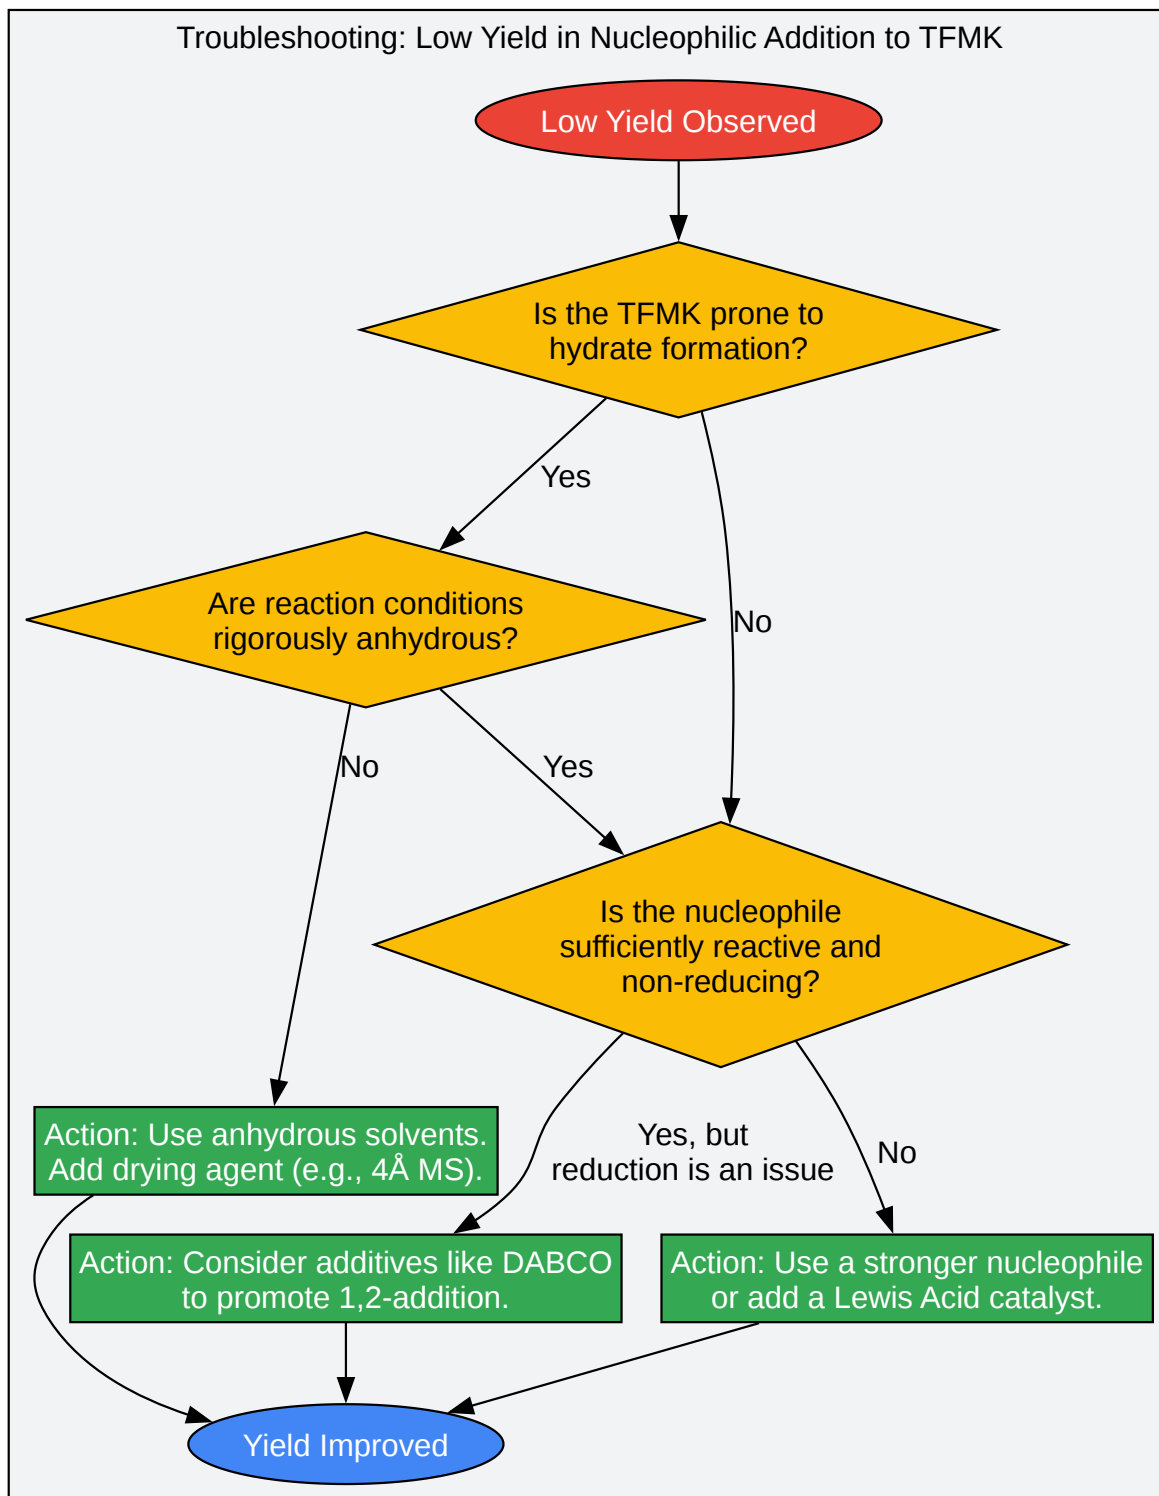 Troubleshooting: Low Yield in Nucleophilic Addition to TFMK
Low Yield Observed
Is the TFMK prone to
hydrate formation?
Yes
No
Are reaction conditions
rigorously anhydrous?
No
Yes
Is the nucleophile
sufficiently reactive and
non-reducing?
Yes, but
reduction is an issue
No
Action: Use anhydrous solvents.
Add drying agent (e.g., 4Å MS).
Action: Consider additives like DABCO
to promote 1,2-addition.
Action: Use a stronger nucleophile
or add a Lewis Acid catalyst.
Yield Improved